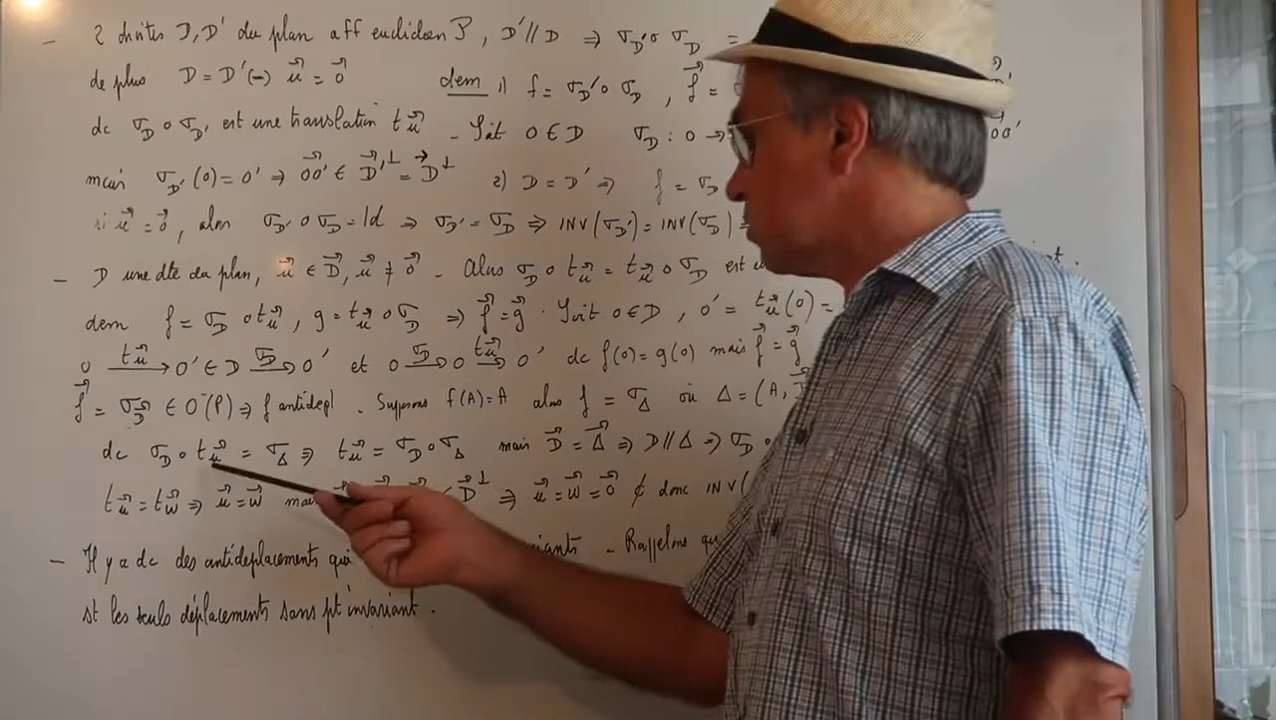 - 2 droites D, D' du plan aff euclidien P, D' // D ⇒ σ_D' o σ_D =
de plus D = D' (-) u⃗ = 0⃗   dem 1) f = σ_D' o σ_D, f⃗ =
dc σ_D o σ_D' est une translation t_u⃗ - Soit O ∈ D   σ_D : O → OO'
mais σ_D'(O) = O' ⇒ OO'⃗ ∈ D'⃗^⊥ = D⃗^⊥   2) D = D' ⇒ f = σ_D
si u⃗ = 0⃗, alors σ_D' o σ_D = Id ⇒ σ_D' = σ_D ⇒ INV(σ_D') = INV(σ_D)
- D une dte du plan, u⃗ ∈ D⃗, u⃗ ≠ 0⃗ - Alors σ_D o t_u⃗ = t_u⃗ o σ_D est
dem f = σ_D o t_u⃗, g = t_u⃗ o σ_D ⇒ f⃗ = g⃗. Soit O ∈ D, O' = t_u⃗(O) =
O —t_u⃗→ O' ∈ D —σ_D→ O' et O —σ_D→ O —t_u⃗→ O' dc f(O) = g(O) mais f⃗ = g⃗
f⃗ = σ_D⃗ ∈ O⁻(P) ⇒ f antidepl - Supposons f(A) = A alors f = σ_Δ où Δ = (A,
dc σ_D o t_u⃗ = σ_Δ ⇒ t_u⃗ = σ_D o σ_Δ mais D⃗ = Δ⃗ ⇒ D // Δ ⇒ σ_D o
t_u⃗ = t_w⃗ ⇒ u⃗ = w⃗ mais D⃗^⊥ ⇒ u⃗ = w⃗ = 0⃗ ₵ donc INV(
- Il y a dc des antidéplacements qui - Rappelons
st les seuls déplacements sans pt invariant.